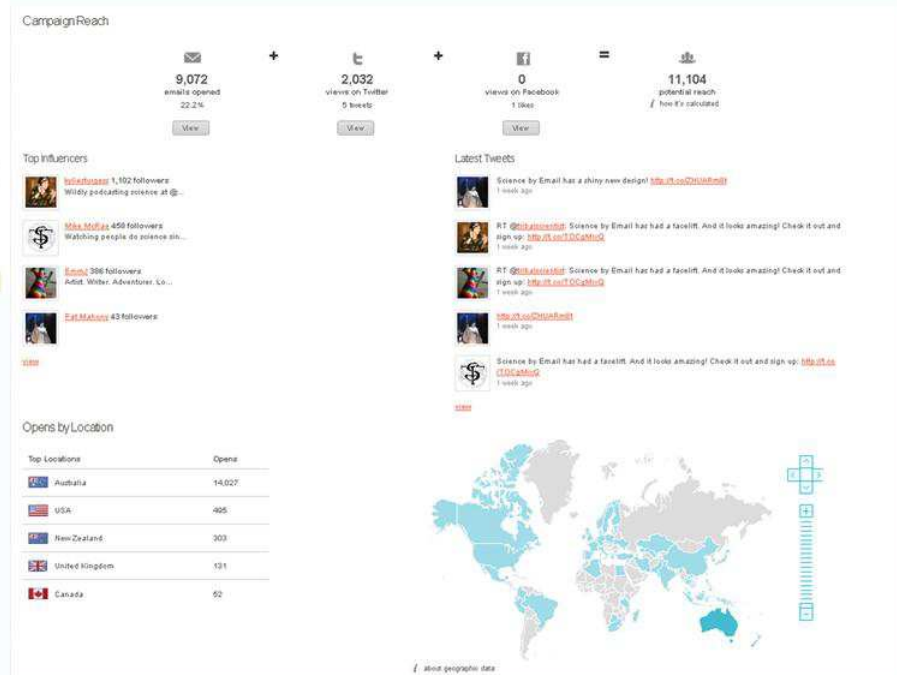 Campaign Reach
+ + =
9,072
emails opened
22.2%
View
2,032
views on Twitter
5 tweets
View
0
views on Facebook
1 likes
View
11,104
potential reach
i how it's calculated
Top Influencers
kyliesturgess 1,102 followers
Wildly podcasting science at @...
Mike McRae 458 followers
Watching people do science sin...
EmmJ 386 followers
Artist. Writer. Adventurer. Lo...
Pat Mahony 43 followers
view
Latest Tweets
Science by Email has a shiny new design!
1 week ago
RT @tribalscientist: Science by Email has had a facelift. And it looks amazing! Check it out and
sign up:
1 week ago
RT @tribalscientist: Science by Email has had a facelift. And it looks amazing! Check it out and
sign up:
1 week ago
1 week ago
Science by Email has had a facelift. And it looks amazing! Check it out and sign up: http://t.co
1 week ago
view
Opens by Location
Top Locations Opens
Australia 14,027
USA 495
New Zealand 303
United Kingdom 131
Canada 52
i about geographic data